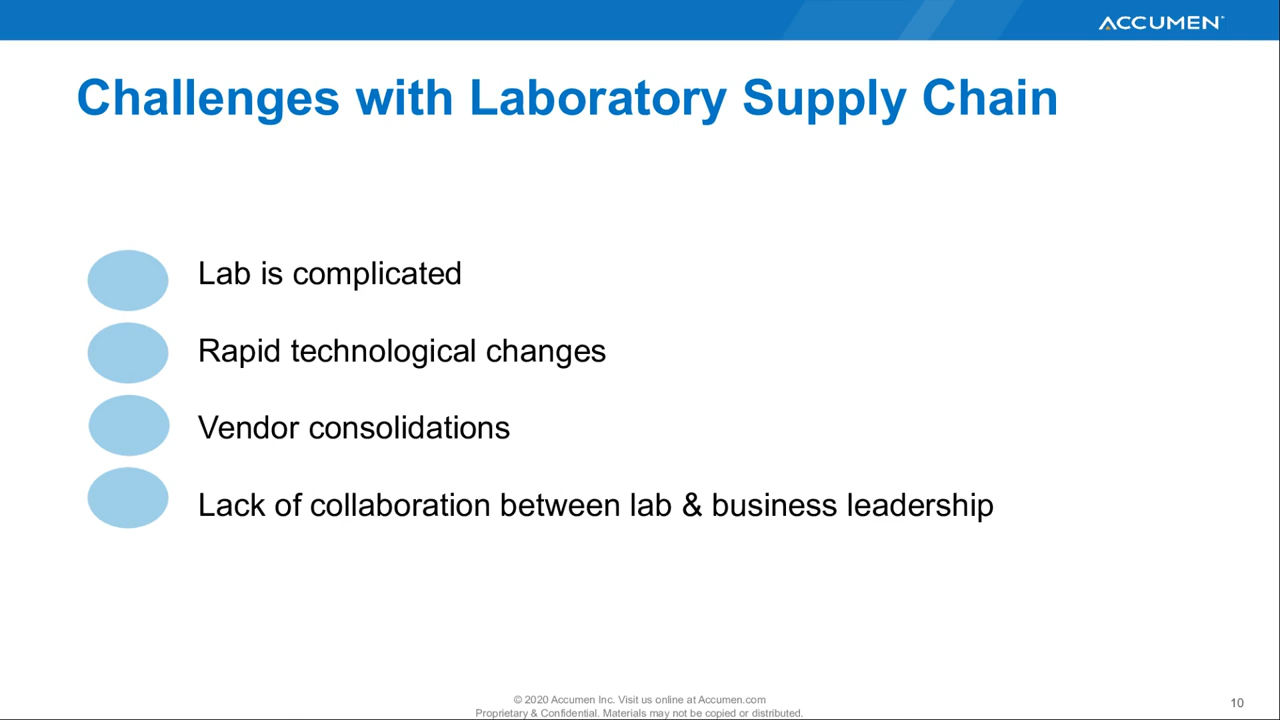 ACCUMEN™
Challenges with Laboratory Supply Chain
Lab is complicated
Rapid technological changes
Vendor consolidations
Lack of collaboration between lab & business leadership
© 2020 Accumen Inc. Visit us online at Accumen.com
Proprietary & Confidential. Materials may not be copied or distributed.
10